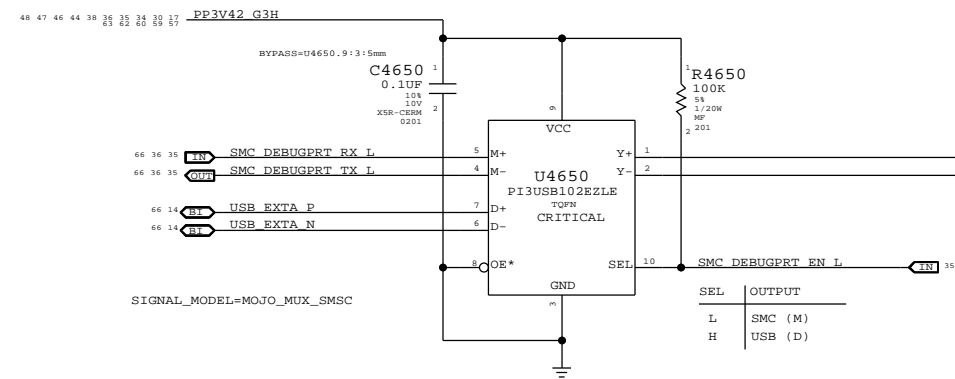 48 47 46 44 38 36 35 34 30 17 PP3V42 G3H
63 62 60 59 57
BYPASS=U4650.9:3:5mm
C4650 1
0.1UF
10%
10V
X5R-CERM 2
0201
1 R4650
100K
5%
1/20W
MF
2 201
9
VCC
66 36 35 IN SMC_DEBUGPRT_RX_L 5 M+ Y+ 1
66 36 35 OUT SMC_DEBUGPRT_TX_L 4 M- Y- 2
U4650
PI3USB102EZLE
TQFN
CRITICAL
66 14 BI USB_EXTA_P 7 D+
66 14 BI USB_EXTA_N 6 D-
8 OE* SEL 10 SMC_DEBUGPRT_EN_L IN 35
GND
3
SIGNAL_MODEL=MOJO_MUX_SMSC
SEL OUTPUT
L SMC (M)
H USB (D)